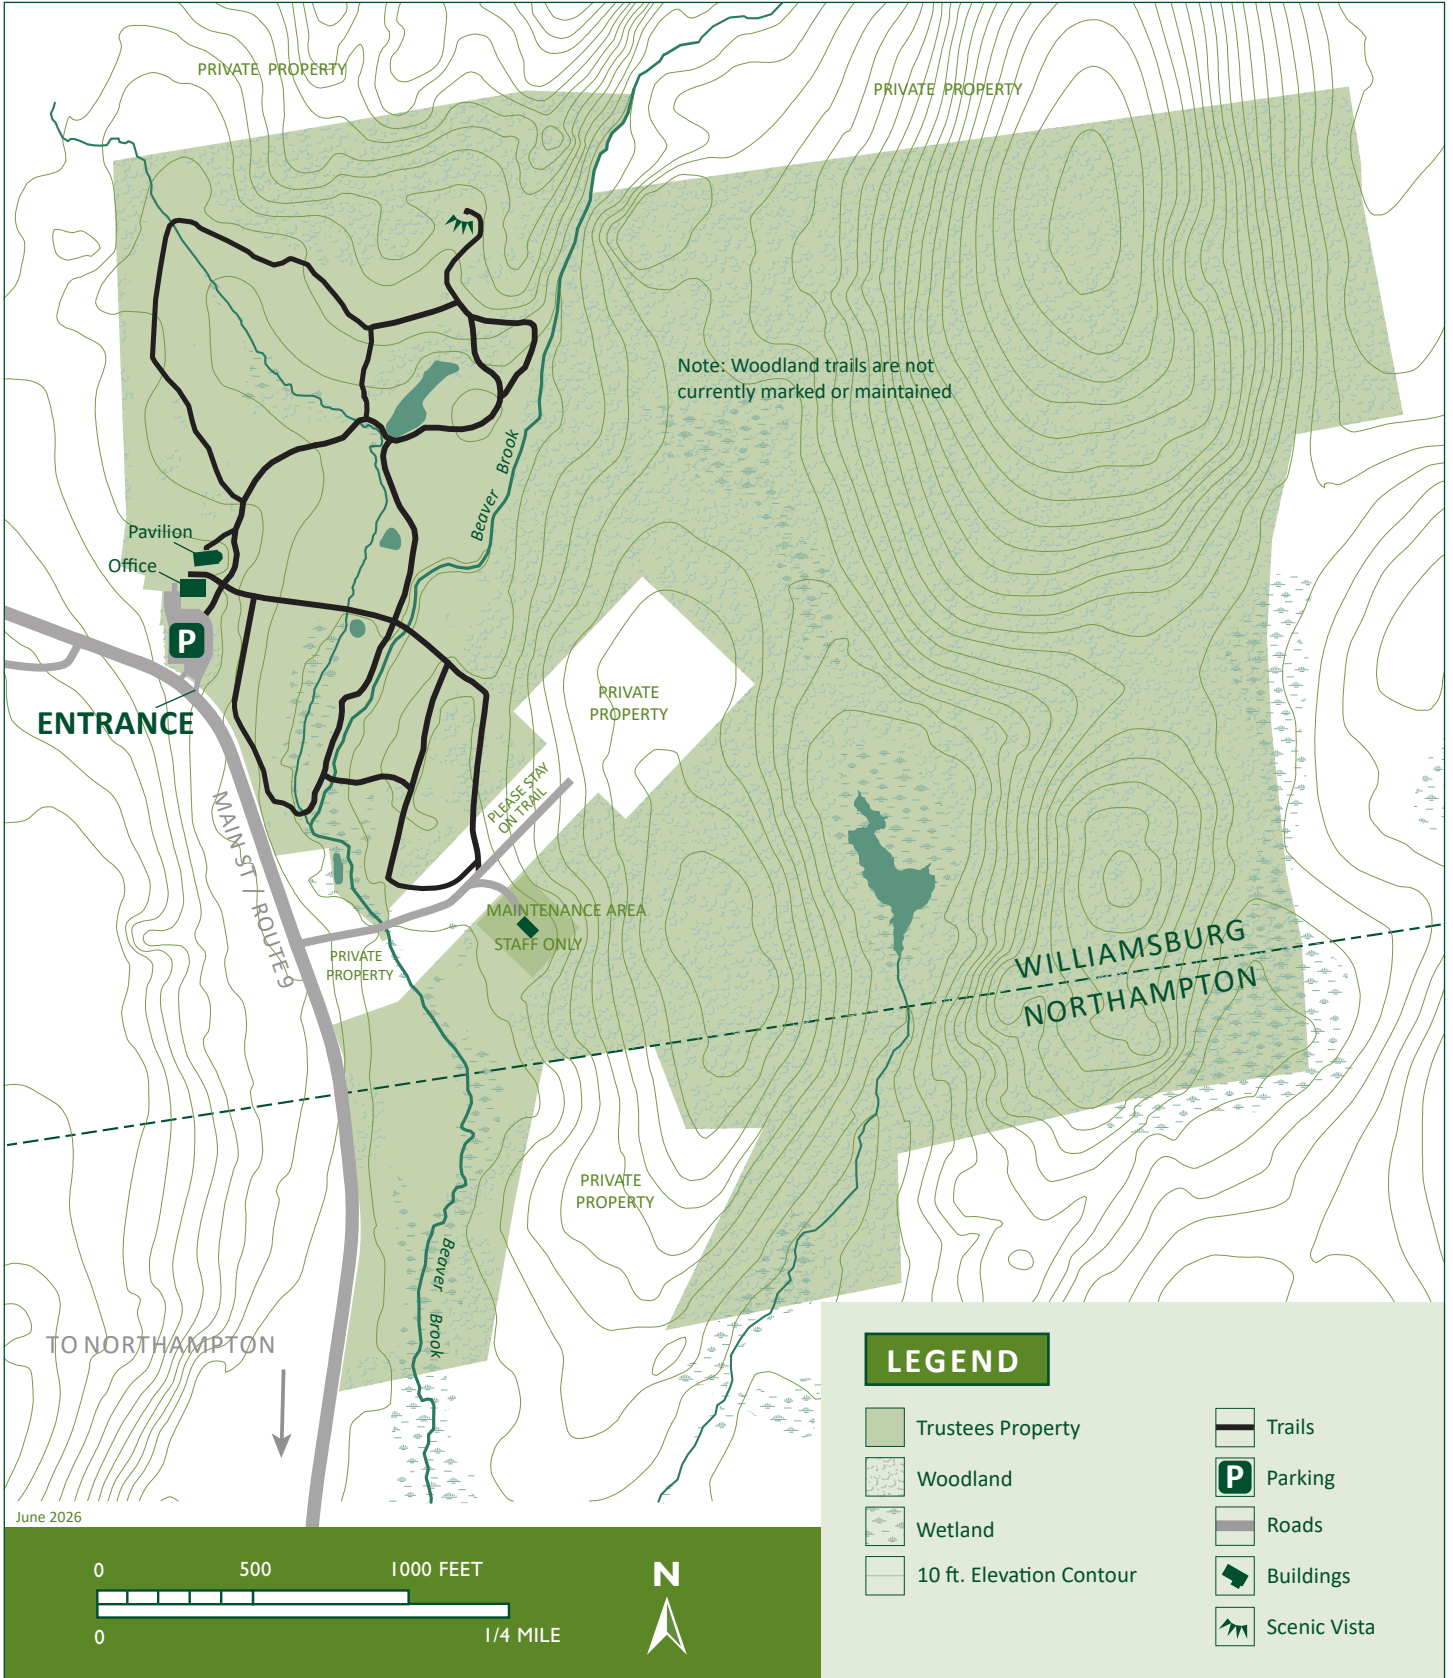 PRIVATE PROPERTY
PRIVATE PROPERTY
Note: Woodland trails are not
currently marked or maintained
Beaver Brook
Pavilion
Office
P
ENTRANCE
PRIVATE
PROPERTY
PLEASE STAY
ON TRAIL
MAIN ST / ROUTE 9
MAINTENANCE AREA
STAFF ONLY
PRIVATE
PROPERTY
WILLIAMSBURG
NORTHAMPTON
PRIVATE
PROPERTY
Beaver Brook
TO NORTHAMPTON
LEGEND
Trustees Property
Woodland
Wetland
10 ft. Elevation Contour
Trails
P Parking
Roads
Buildings
Scenic Vista
June 2026
0 500 1000 FEET
0 1/4 MILE
N